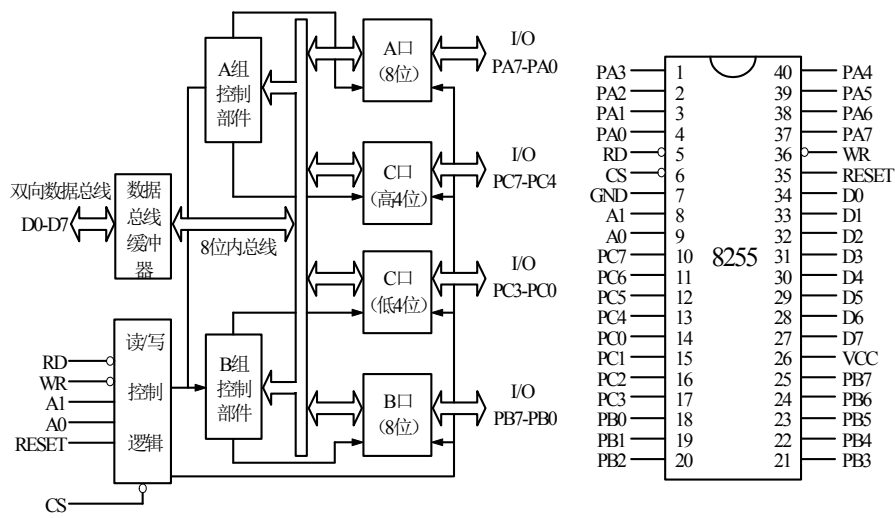 A组
控制
部件
A口
(8位)
I/O
PA7-PA0
C口
(高4位)
I/O
PC7-PC4
双向数据总线
D0-D7
数据
总线
缓冲
器
8位内总线
C口
(低4位)
I/O
PC3-PC0
读/写
控制
逻辑
RD
WR
A1
A0
RESET
CS
B组
控制
部件
B口
(8位)
I/O
PB7-PB0
PA3 1 40 PA4
PA2 2 39 PA5
PA1 3 38 PA6
PA0 4 37 PA7
RD 5 36 WR
CS 6 35 RESET
GND 7 34 D0
A1 8 33 D1
A0 9 32 D2
PC7 10 8255 31 D3
PC6 11 30 D4
PC5 12 29 D5
PC4 13 28 D6
PC0 14 27 D7
PC1 15 26 VCC
PC2 16 25 PB7
PC3 17 24 PB6
PB0 18 23 PB5
PB1 19 22 PB4
PB2 20 21 PB3